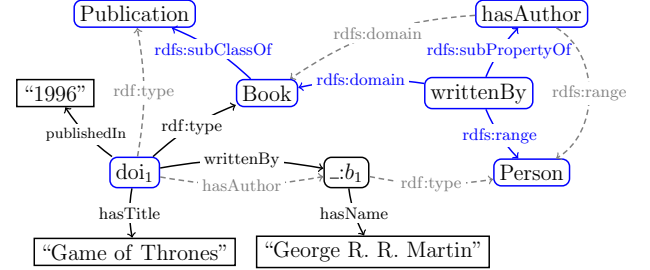 Publication
hasAuthor
rdfs:domain
rdfs:subClassOf
rdfs:subPropertyOf
rdfs:domain
“1996”
rdf:type
Book
writtenBy
rdfs:range
publishedIn
rdf:type
rdfs:range
writtenBy
doi₁
_:b₁
Person
hasAuthor
rdf:type
hasTitle
hasName
“Game of Thrones”
“George R. R. Martin”